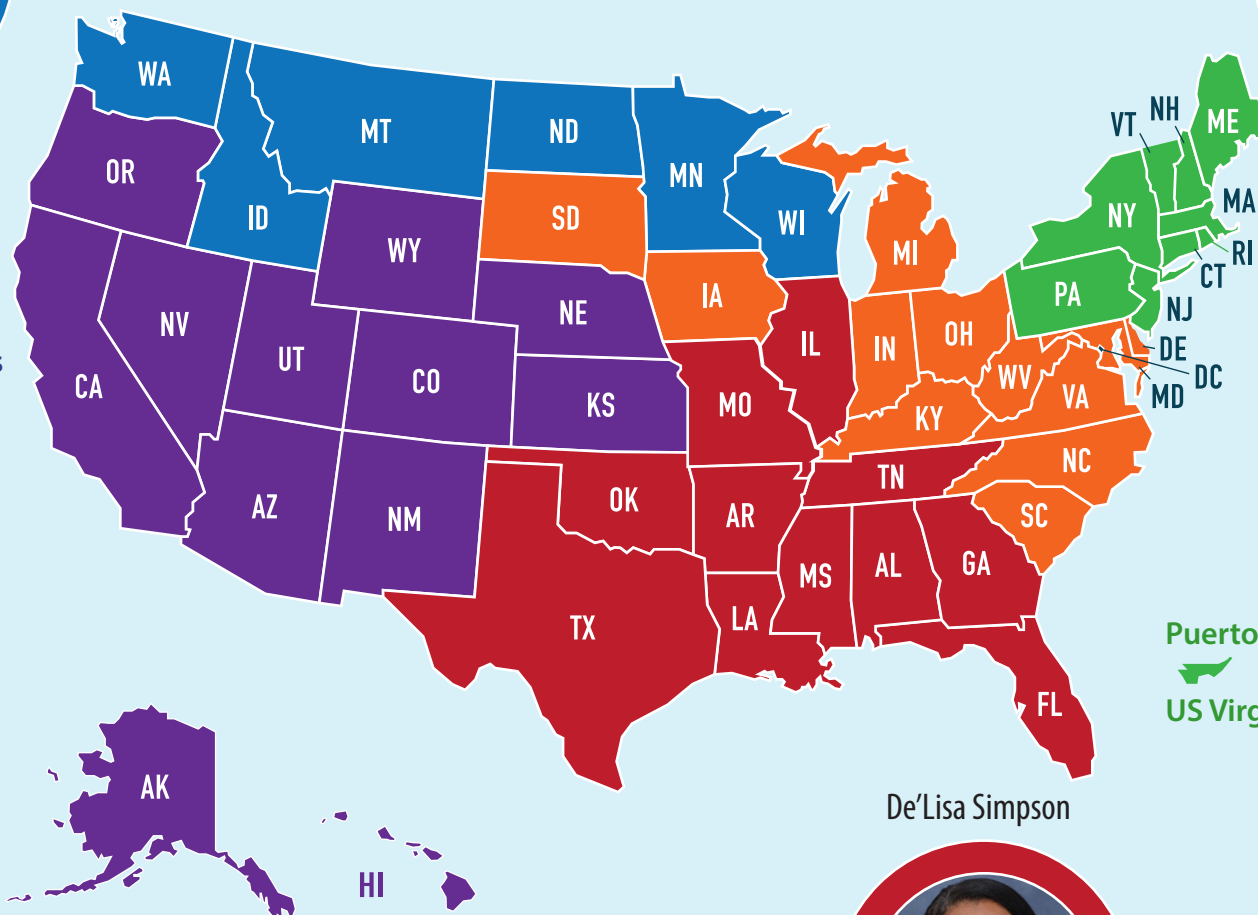 WA
MT
ND
MN
OR
ID
SD
WI
WY
MI
VT
NH
ME
NY
MA
RI
CT
PA
NJ
IA
NE
NV
UT
CO
CA
KS
IL
IN
OH
DE
DC
MD
WV
VA
KY
MO
NC
TN
SC
AZ
NM
OK
AR
MS
AL
GA
TX
LA
FL
Puerto
US Virg
AK
HI
De’Lisa Simpson
s